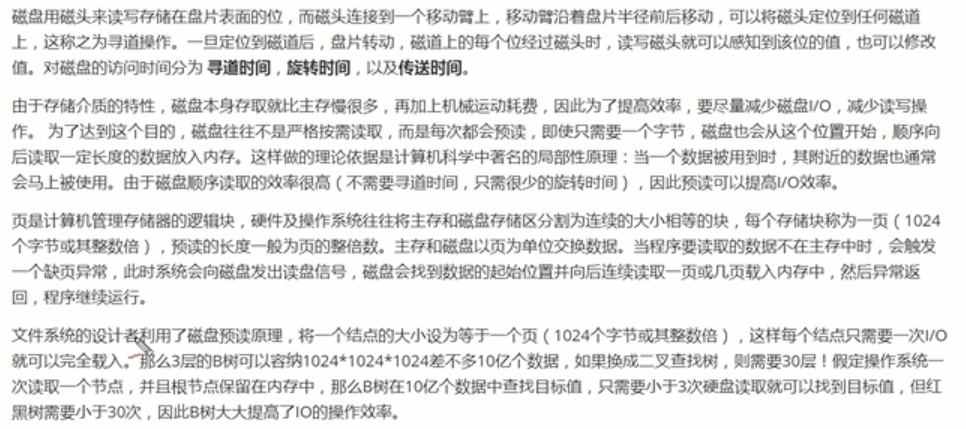 磁盘用磁头来读写存储在盘片表面的位，而磁头连接到一个移动臂上，移动臂沿着盘片半径前后移动，可以将磁头定位到任何磁道
上，这称之为寻道操作。一旦定位到磁道后，盘片转动，磁道上的每个位经过磁头时，读写磁头就可以感知到该位的值，也可以修改
值。对磁盘的访问时间分为 寻道时间，旋转时间，以及传送时间。
由于存储介质的特性，磁盘本身存取就比主存慢很多，再加上机械运动耗费，因此为了提高效率，要尽量减少磁盘I/O，减少读写操
作。 为了达到这个目的，磁盘往往不是严格按需读取，而是每次都会预读，即使只需要一个字节，磁盘也会从这个位置开始，顺序向
后读取一定长度的数据放入内存。这样做的理论依据是计算机科学中著名的局部性原理：当一个数据被用到时，其附近的数据也通常
会马上被使用。由于磁盘顺序读取的效率很高（不需要寻道时间，只需很少的旋转时间），因此预读可以提高I/O效率。
页是计算机管理存储器的逻辑块，硬件及操作系统往往将主存和磁盘存储区分割为连续的大小相等的块，每个存储块称为一页（1024
个字节或其整数倍），预读的长度一般为页的整倍数。主存和磁盘以页为单位交换数据。当程序要读取的数据不在主存中时，会触发
一个缺页异常，此时系统会向磁盘发出读盘信号，磁盘会找到数据的起始位置并向后连续读取一页或几页载入内存中，然后异常返
回，程序继续运行。
文件系统的设计者利用了磁盘预读原理，将一个结点的大小设为等于一个页（1024个字节或其整数倍），这样每个结点只需要一次I/O
就可以完全载入。那么3层的B树可以容纳1024*1024*1024差不多10亿个数据，如果换成二叉查找树，则需要30层！假定操作系统一
次读取一个节点，并且根节点保留在内存中，那么B树在10亿个数据中查找目标值，只需要小于3次硬盘读取就可以找到目标值，但红
黑树需要小于30次，因此B树大大提高了IO的操作效率。